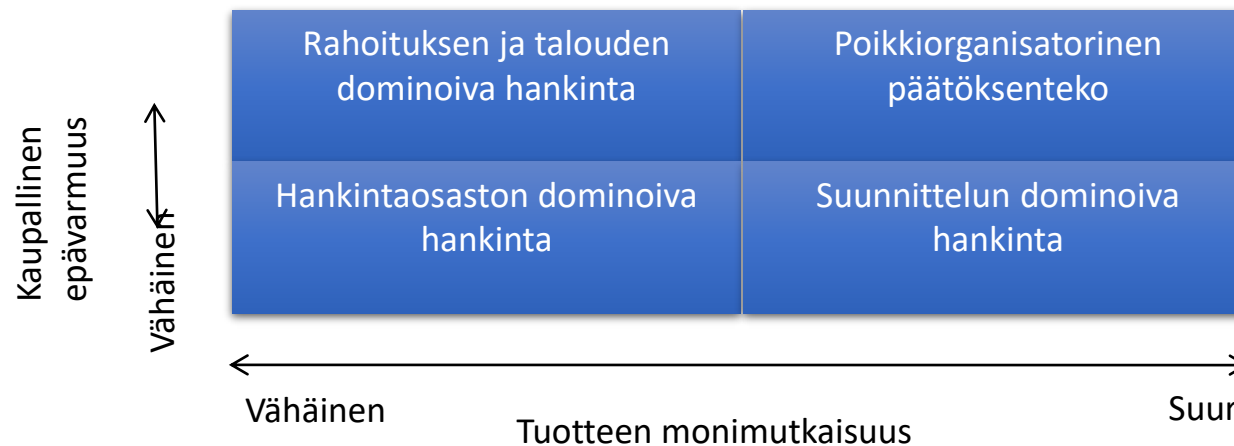 Rahoituksen ja talouden
dominoiva hankinta
Poikkiorganisatorinen
päätöksenteko
Kaupallinen
epävarmuus
Vähäinen
Hankintaosaston dominoiva
hankinta
Suunnittelun dominoiva
hankinta
Vähäinen
Tuotteen monimutkaisuus
Suur